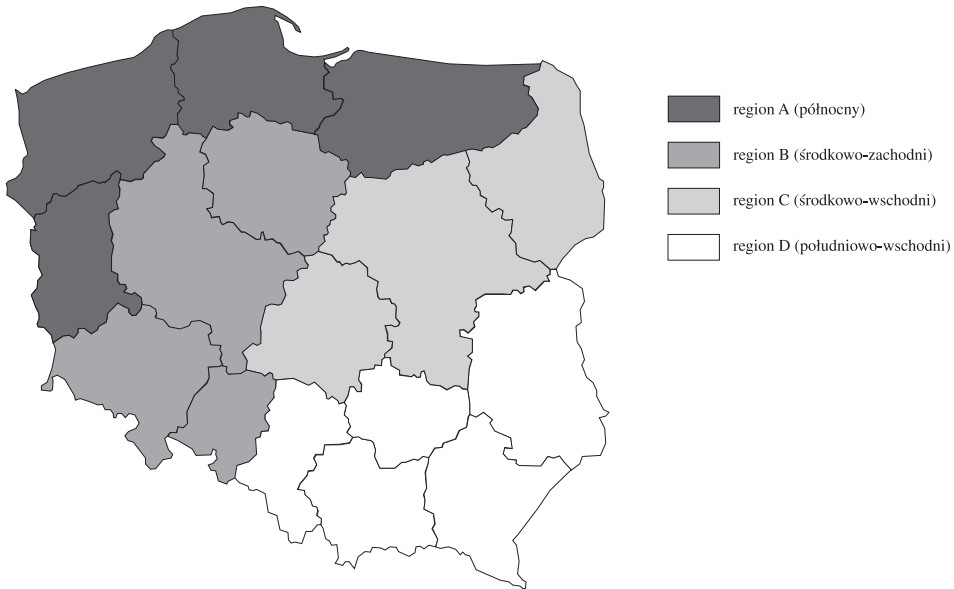 region A (północny)
region B (środkowo-zachodni)
region C (środkowo-wschodni)
region D (południowo-wschodni)